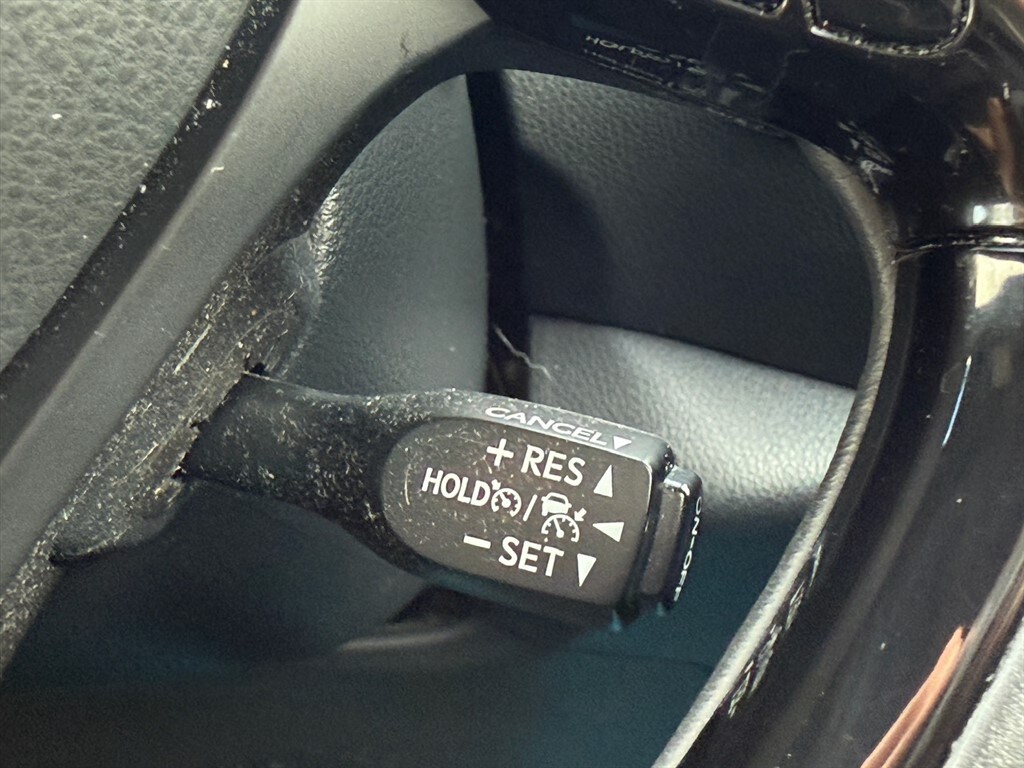 CANCEL▼
+ RES ▲
HOLD / ◀
− SET ▼
ON-OFF